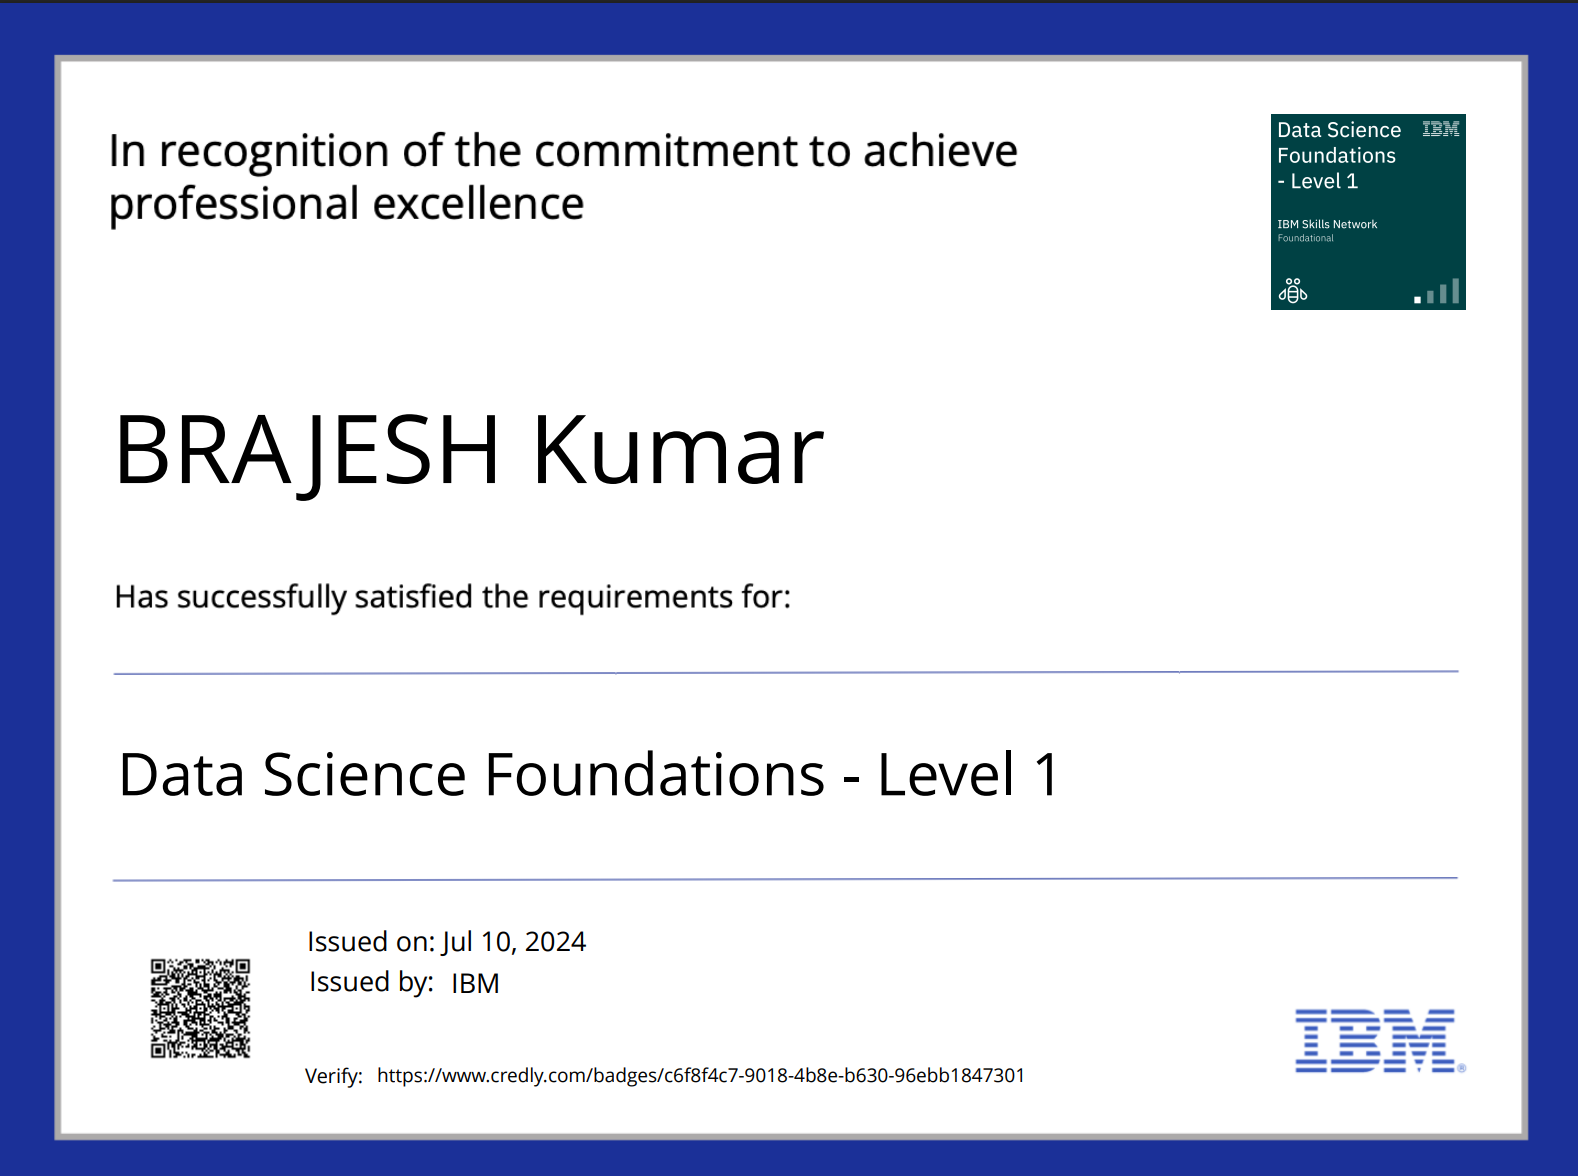 In recognition of the commitment to achieve
professional excellence
Data Science
Foundations
- Level 1
IBM
IBM Skills Network
Foundational
BRAJESH Kumar
Has successfully satisfied the requirements for:
Data Science Foundations - Level 1
Issued on: Jul 10, 2024
Issued by: IBM
Verify: https://www.credly.com/badges/c6f8f4c7-9018-4b8e-b630-96ebb1847301
IBM®